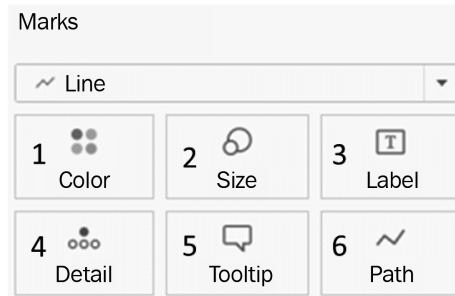 Marks
Line
1 Color
2 Size
3 T Label
4 Detail
5 Tooltip
6 Path